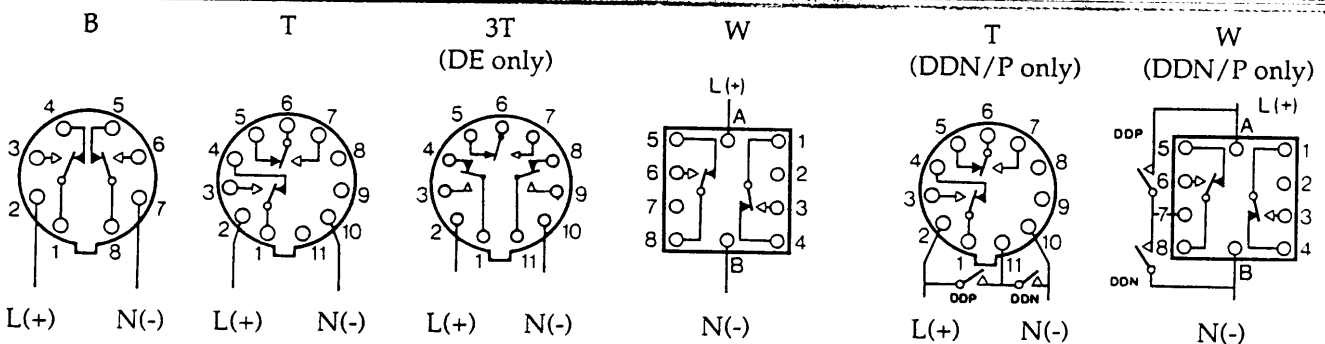 B
T
3T
(DE only)
W
T
(DDN/P only)
W
(DDN/P only)
4 5
3 6
2 7
1 8
L(+) N(-)
6
5 7
4 8
3 9
2 10
1 11
L(+) N(-)
6
5 7
4 8
3 9
2 10
1 11
L(+) N(-)
L(+)
A
5 1
6 2
7 3
8 4
B
N(-)
6
5 7
4 8
3 9
2 10
1 11
DDP DDN
L(+) N(-)
L(+)
DDP A
5 1
6 2
7 3
8 4
DDN B
N(-)